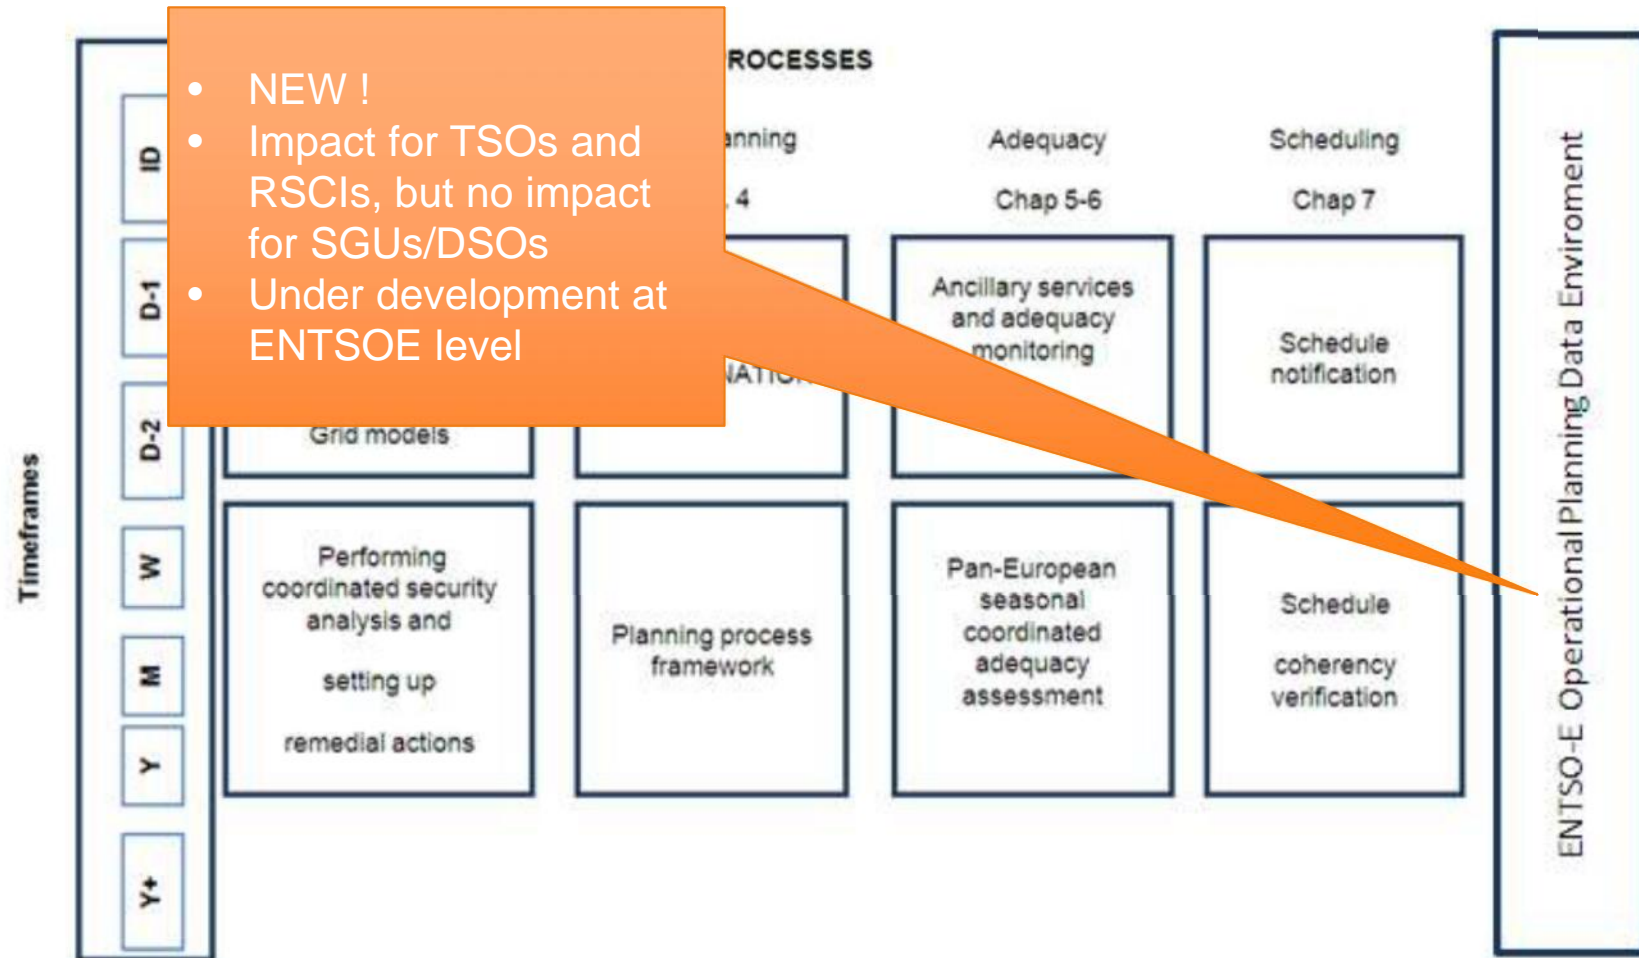 ROCESSES
• NEW !
• Impact for TSOs and
RSCIs, but no impact
for SGUs/DSOs
• Under development at
ENTSOE level
anning
4
Adequacy
Chap 5-6
Scheduling
Chap 7
Timeframes
ID
D-1
D-2
W
M
Y
Y+
Grid models
NATION
Ancillary services
and adequacy
monitoring
Schedule
notification
Performing
coordinated security
analysis and
setting up
remedial actions
Planning process
framework
Pan-European
seasonal
coordinated
adequacy
assessment
Schedule
coherency
verification
ENTSO-E Operational Planning Data Enviroment